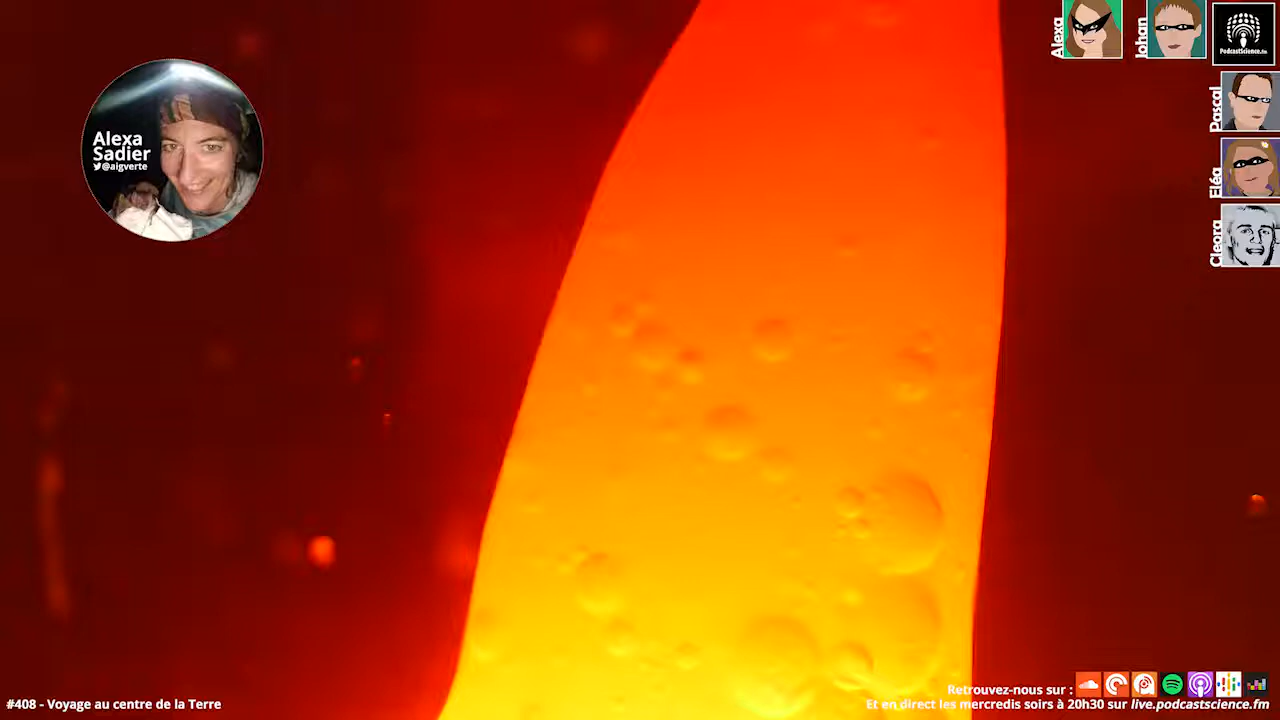 Alexa
Sadier
@aigverte
Alexa
Johan
PodcastScience.fm
Pascal
Eléa
Cleora
#408 - Voyage au centre de la Terre
Retrouvez-nous sur :
Et en direct les mercredis soirs à 20h30 sur live.podcastscience.fm